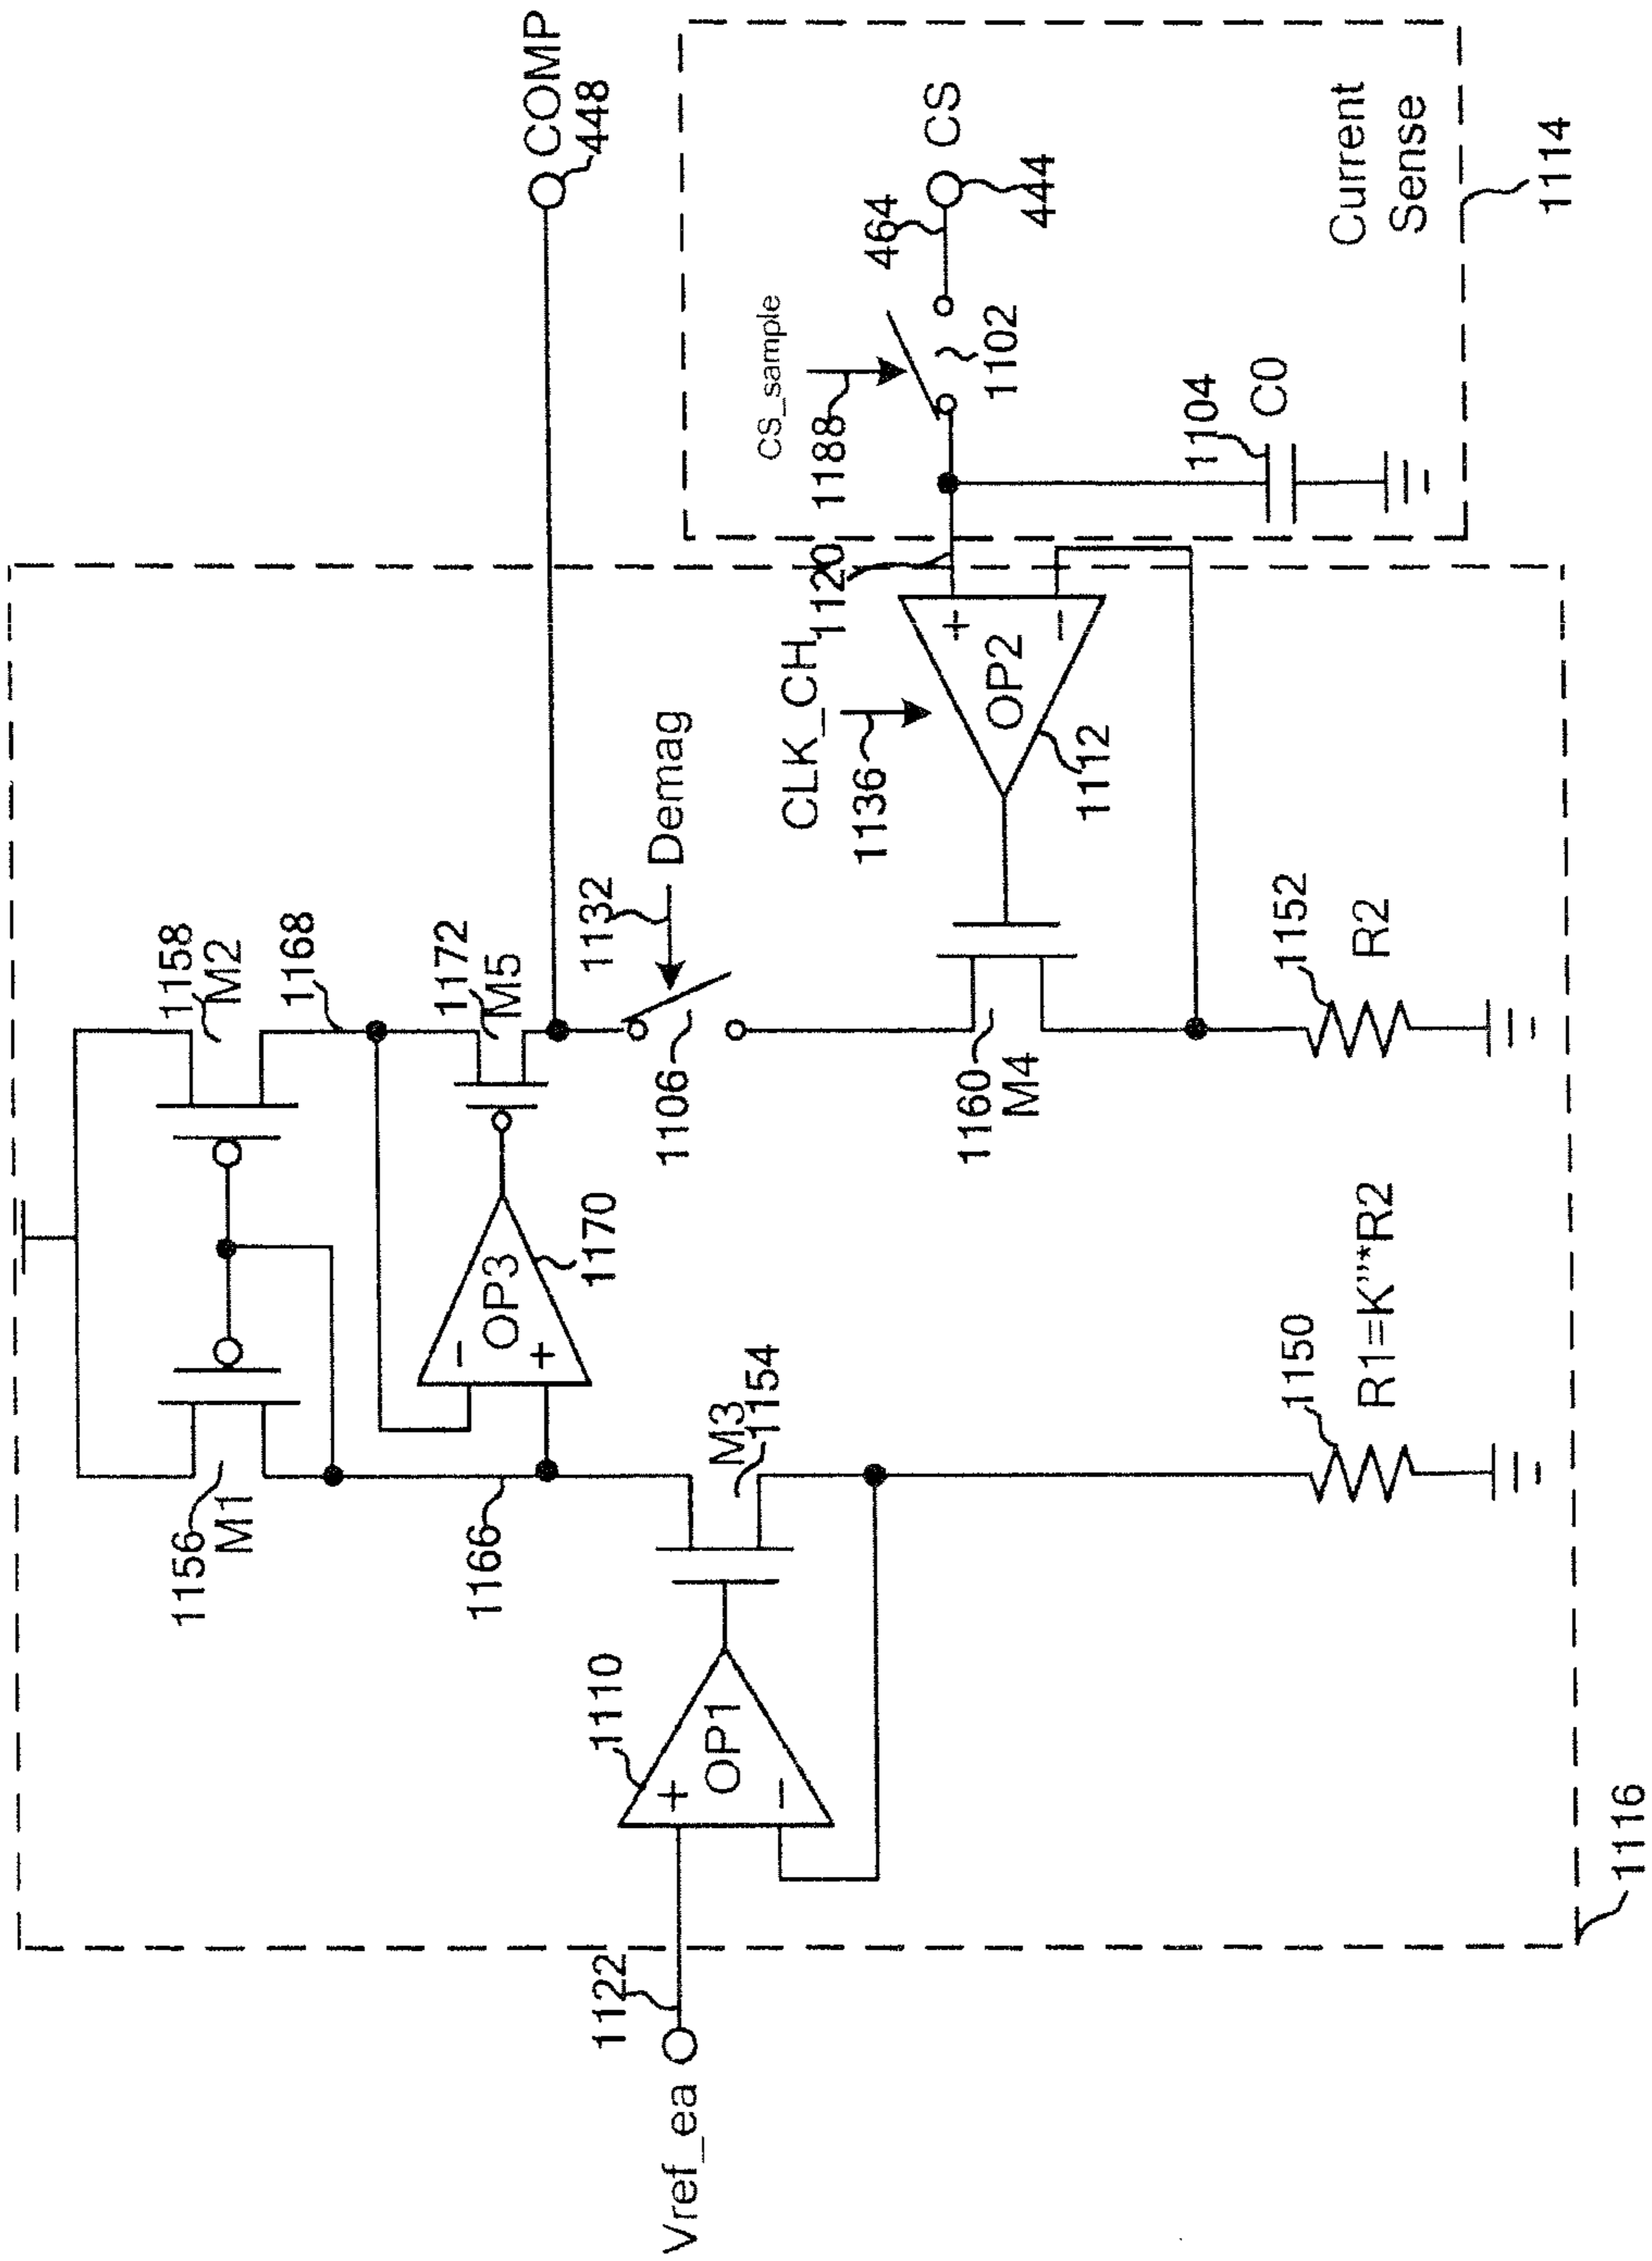 COMP
448
1158
M2
1168
1156
M1
1172
M5
OP3
−
+
1170
1166
1132
Demag
1106
M3
1154
1110
OP1
+
−
1122
Vref_ea
CLK_CH
1136
1120
OP2
+
−
1112
1160
M4
CS_sample
1188
464
CS
444
1102
1104
C0
Current
Sense
1114
1152
R2
1150
R1=K"*R2
1116